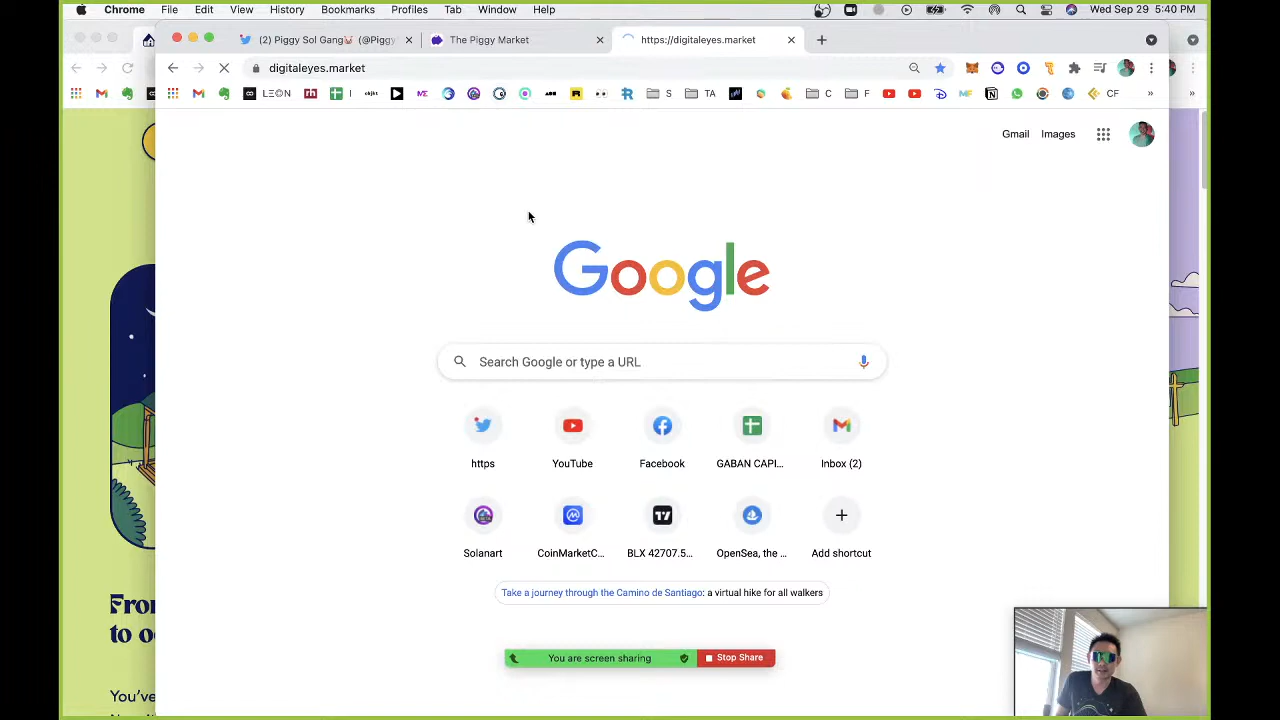 Chrome File Edit View History Bookmarks Profiles Tab Window Help Wed Sep 29 5:40 PM
(2) Piggy Sol Gang (@Piggy
The Piggy Market
https://digitaleyes.market
digitaleyes.market
LEON
S
TA
C
F
CF
Gmail Images
Google
Search Google or type a URL
https YouTube Facebook GABAN CAPI... Inbox (2)
Solanart CoinMarketC... BLX 42707.5... OpenSea, the ... Add shortcut
Take a journey through the Camino de Santiago: a virtual hike for all walkers
You are screen sharing Stop Share
From
to o
You've